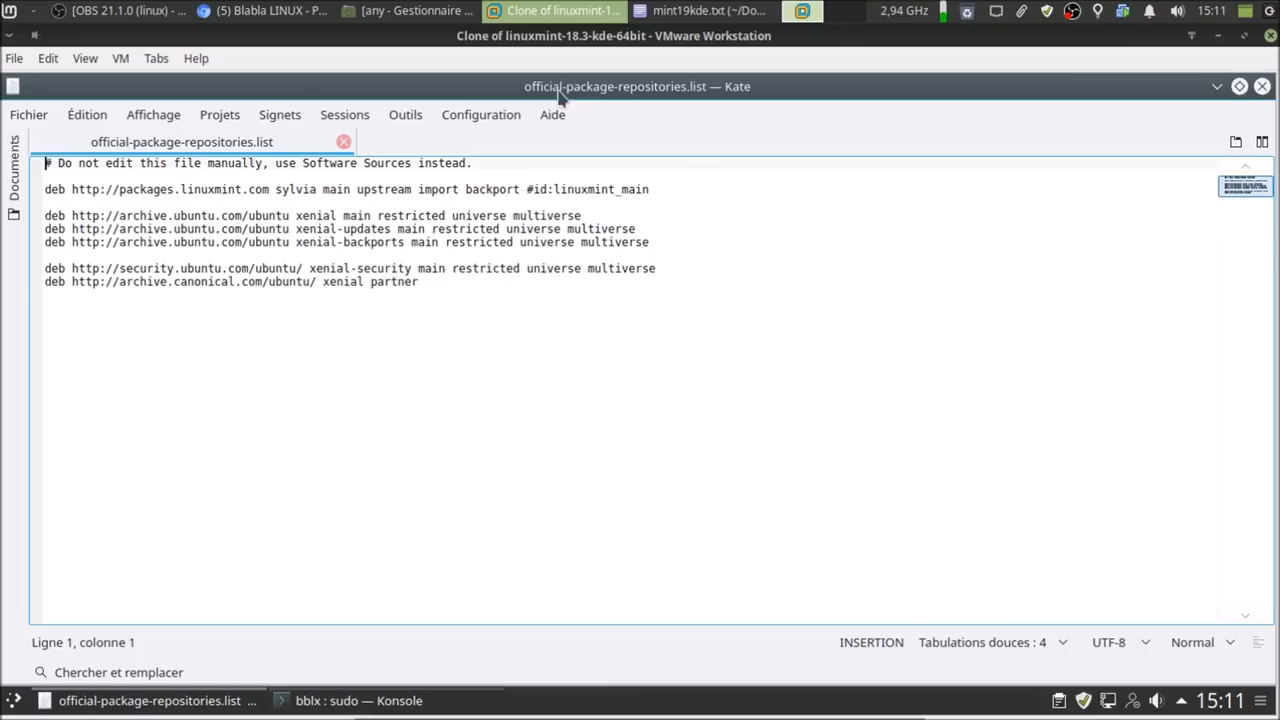 [OBS 21.1.0 (linux) - ...
(5) Blabla LINUX - P...
[any - Gestionnaire ...
Clone of linuxmint-1...
mint19kde.txt (~/Do...
2,94 GHz
15:11
Clone of linuxmint-18.3-kde-64bit - VMware Workstation
File Edit View VM Tabs Help
official-package-repositories.list — Kate
Fichier Édition Affichage Projets Signets Sessions Outils Configuration Aide
official-package-repositories.list
Documents
# Do not edit this file manually, use Software Sources instead.
deb http://packages.linuxmint.com sylvia main upstream import backport #id:linuxmint_main
deb http://archive.ubuntu.com/ubuntu xenial main restricted universe multiverse
deb http://archive.ubuntu.com/ubuntu xenial-updates main restricted universe multiverse
deb http://archive.ubuntu.com/ubuntu xenial-backports main restricted universe multiverse
deb http://security.ubuntu.com/ubuntu/ xenial-security main restricted universe multiverse
deb http://archive.canonical.com/ubuntu/ xenial partner
Ligne 1, colonne 1
INSERTION
Tabulations douces : 4
UTF-8
Normal
Chercher et remplacer
official-package-repositories.list ...
bblx : sudo — Konsole
15:11